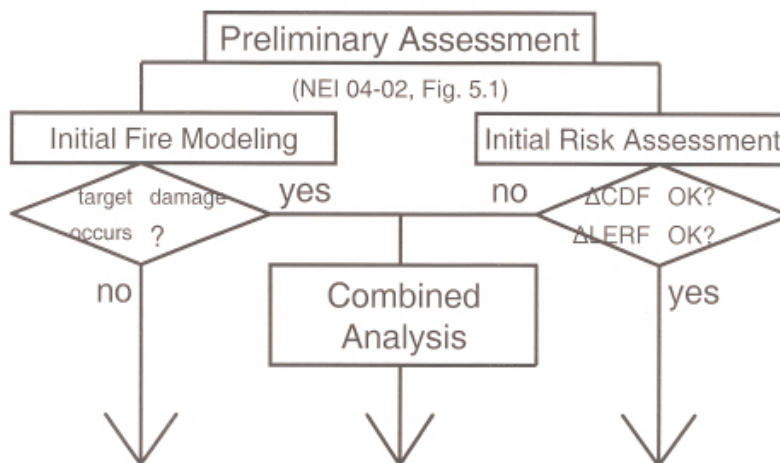 Preliminary Assessment
(NEI 04-02, Fig. 5.1)
Initial Fire Modeling
Initial Risk Assessment
target damage
occurs ?
yes
no
ΔCDF OK?
ΔLERF OK?
no
Combined
Analysis
yes